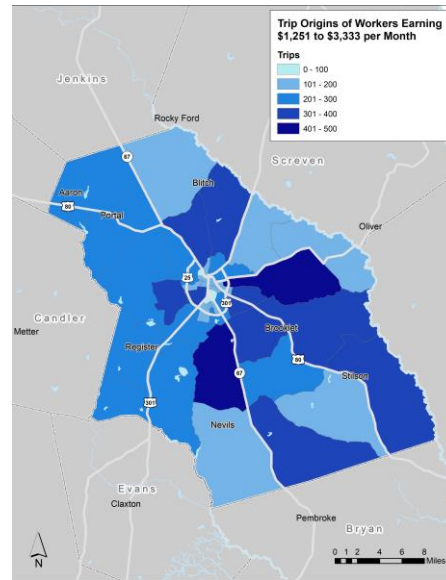 Trip Origins of Workers Earning
$1,251 to $3,333 per Month
Trips
0 - 100
101 - 200
201 - 300
301 - 400
401 - 500
Jenkins
Rocky Ford
Screven
67
Blitch
Aaron
80
Portal
Oliver
25
301
Candler
Metter
Brooklet
Register
80
Stilson
67
301
Nevils
Evans
Claxton
Pembroke
Bryan
N
0 1 2 4 6 8
Miles